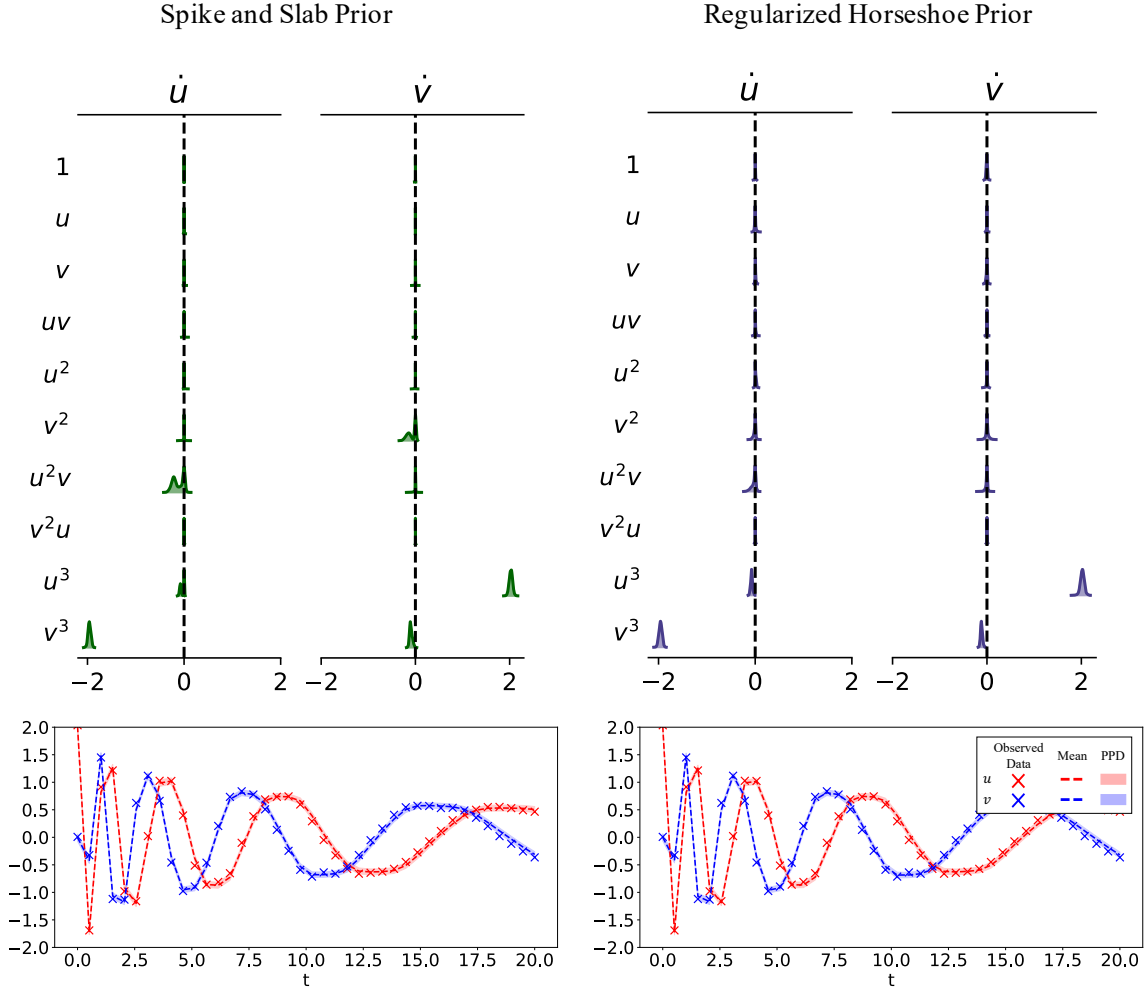 Spike and Slab Prior
Regularized Horseshoe Prior
u̇ v̇
u̇ v̇
1
u
v
uv
u²
v²
u²v
v²u
u³
v³
−2 0 2 −2 0 2
1
u
v
uv
u²
v²
u²v
v²u
u³
v³
−2 0 2 −2 0 2
2.0
1.5
1.0
0.5
0.0
−0.5
−1.0
−1.5
−2.0
0.0 2.5 5.0 7.5 10.0 12.5 15.0 17.5 20.0
t
2.0
1.5
1.0
0.5
0.0
−0.5
−1.0
−1.5
−2.0
Observed Data Mean PPD
u
v
0.0 2.5 5.0 7.5 10.0 12.5 15.0 17.5 20.0
t